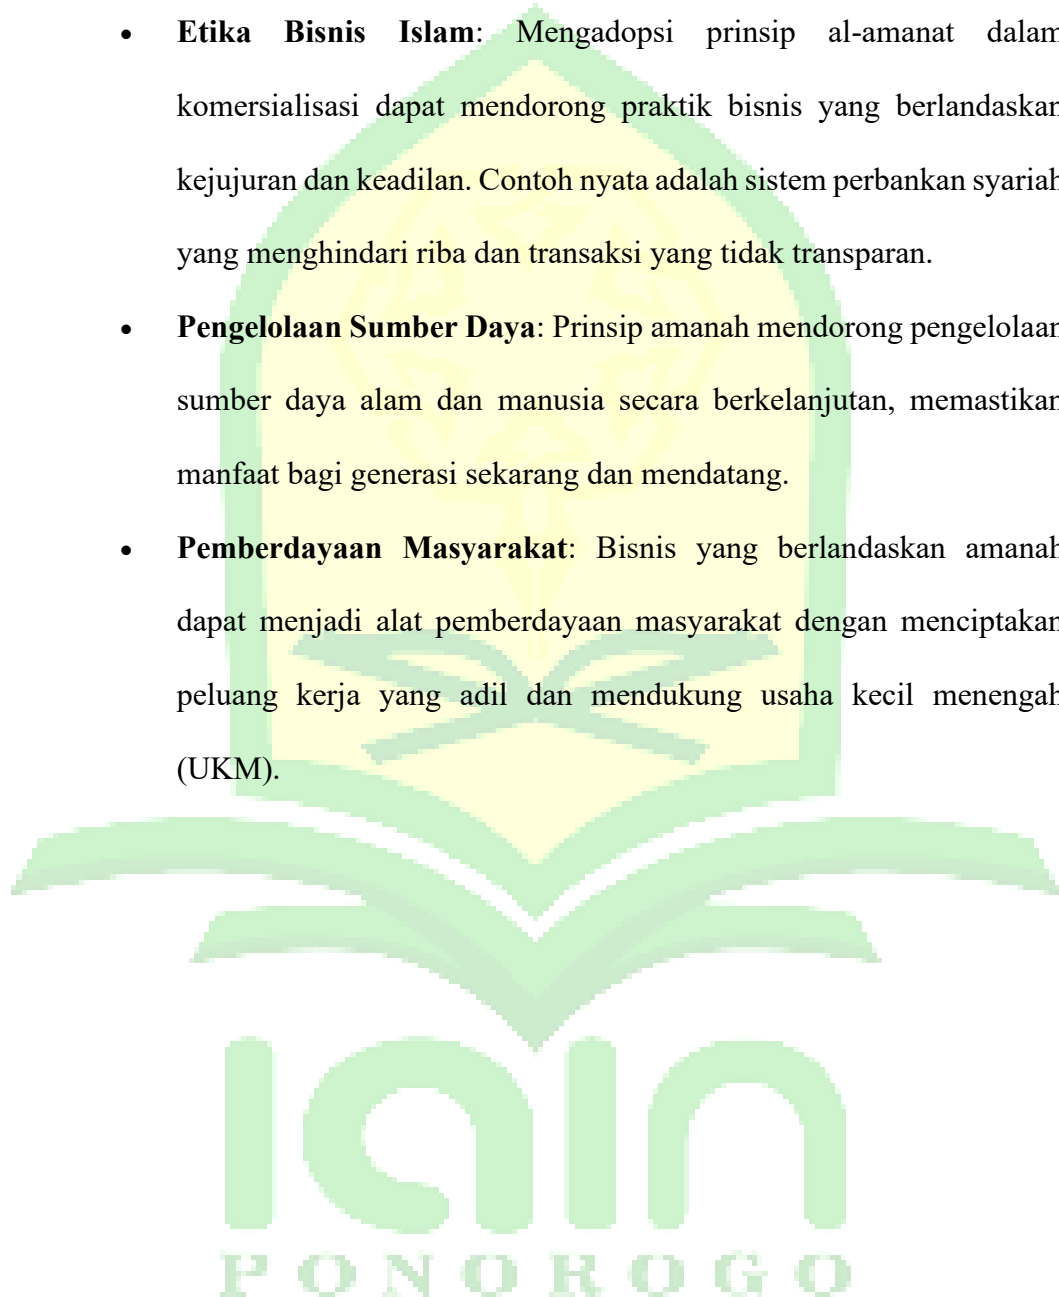 • Etika Bisnis Islam: Mengadopsi prinsip al-amanat dalam
komersialisasi dapat mendorong praktik bisnis yang berlandaskan
kejujuran dan keadilan. Contoh nyata adalah sistem perbankan syariah
yang menghindari riba dan transaksi yang tidak transparan.
• Pengelolaan Sumber Daya: Prinsip amanah mendorong pengelolaan
sumber daya alam dan manusia secara berkelanjutan, memastikan
manfaat bagi generasi sekarang dan mendatang.
• Pemberdayaan Masyarakat: Bisnis yang berlandaskan amanah
dapat menjadi alat pemberdayaan masyarakat dengan menciptakan
peluang kerja yang adil dan mendukung usaha kecil menengah
(UKM).
iain
PONOROGO